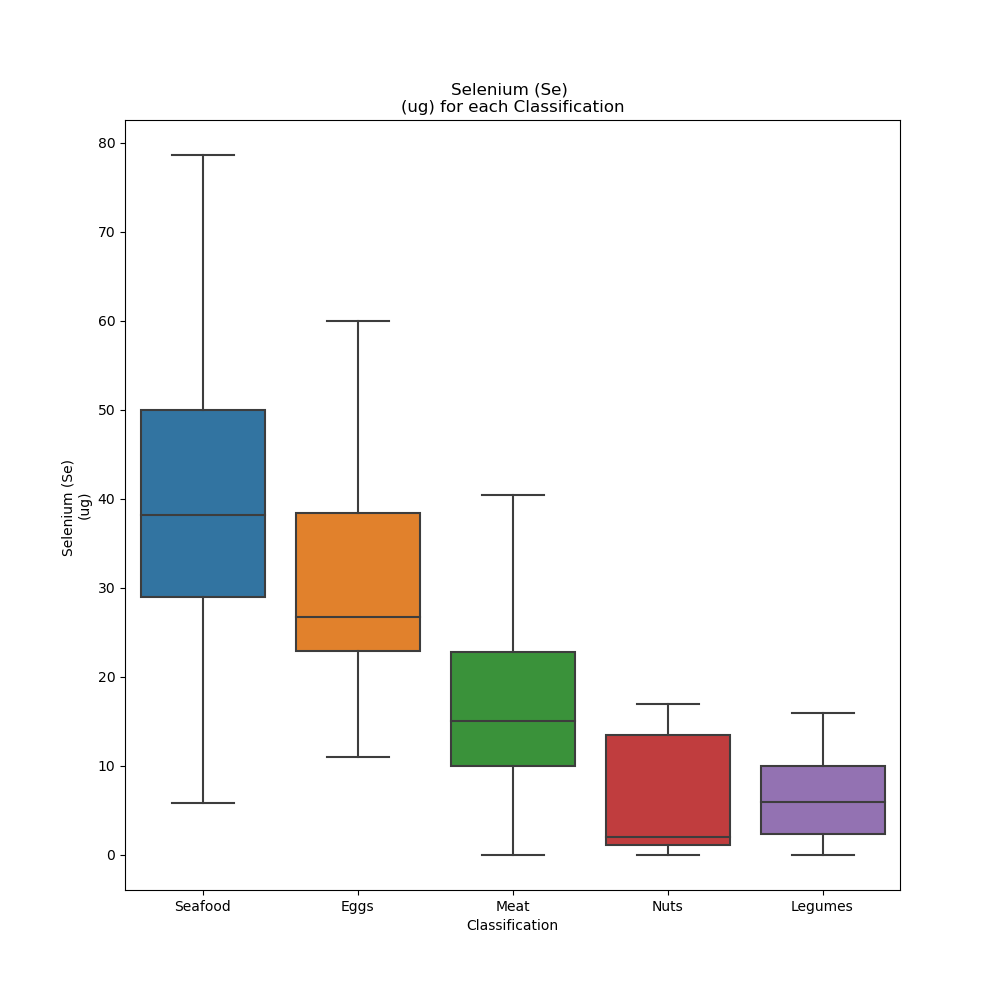 Selenium (Se)
(ug) for each Classification
Selenium (Se)
(ug)
80
70
60
50
40
30
20
10
0
Seafood Eggs Meat Nuts Legumes
Classification